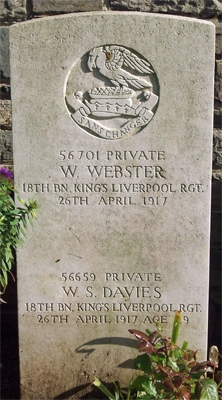 SANS CHANGER
56701 PRIVATE
W. WEBSTER
18TH BN. KING'S LIVERPOOL RGT.
26TH APRIL 1917
56659 PRIVATE
W. S. DAVIES
18TH BN. KING'S LIVERPOOL RGT.
26TH APRIL 1917 AGE